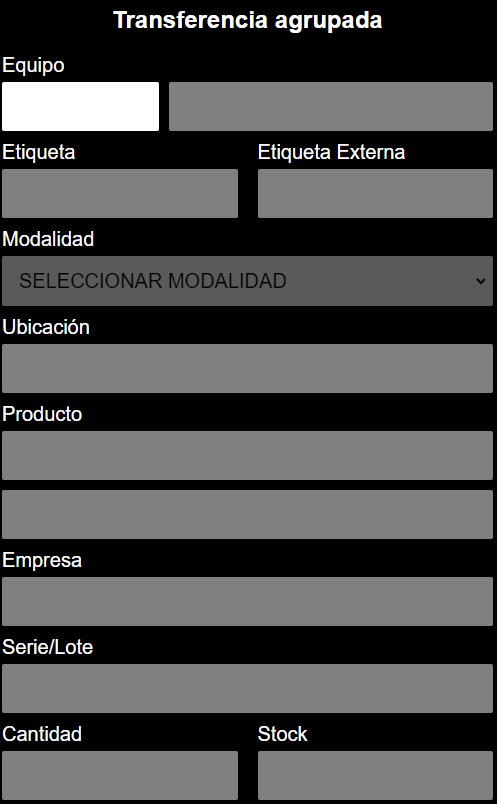 Transferencia agrupada
Equipo
Etiqueta Etiqueta Externa
Modalidad
SELECCIONAR MODALIDAD
Ubicación
Producto
Empresa
Serie/Lote
Cantidad Stock